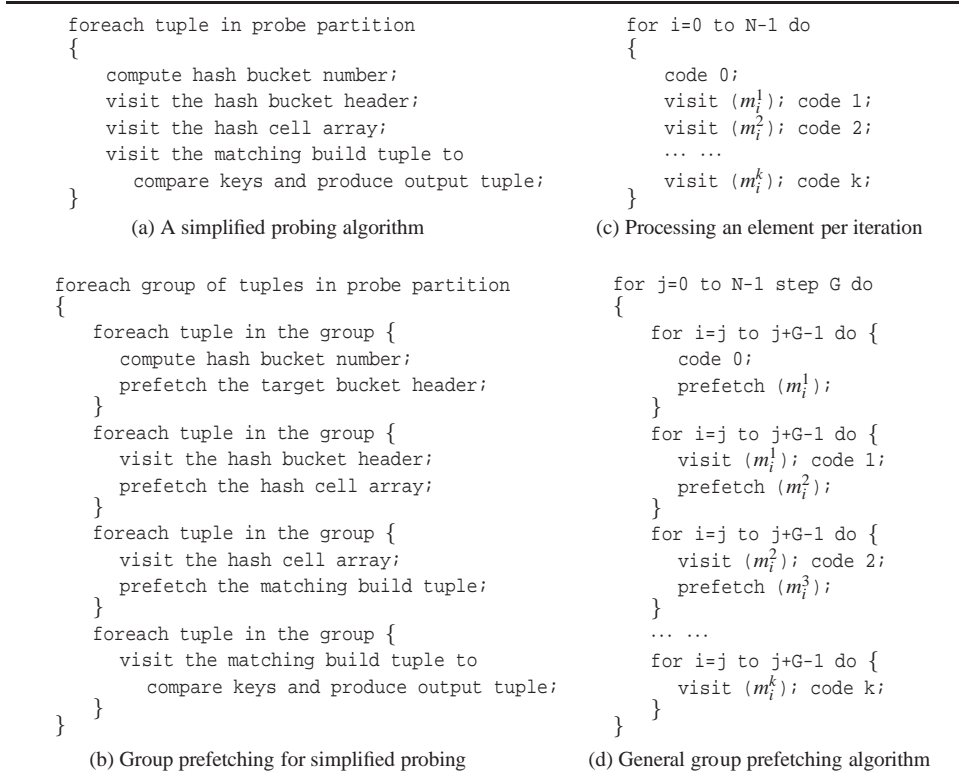 foreach tuple in probe partition
{
compute hash bucket number;
visit the hash bucket header;
visit the hash cell array;
visit the matching build tuple to
compare keys and produce output tuple;
}
(a) A simplified probing algorithm
for i=0 to N-1 do
{
code 0;
visit (m_i^1); code 1;
visit (m_i^2); code 2;
... ...
visit (m_i^k); code k;
}
(c) Processing an element per iteration
foreach group of tuples in probe partition
{
foreach tuple in the group {
compute hash bucket number;
prefetch the target bucket header;
}
foreach tuple in the group {
visit the hash bucket header;
prefetch the hash cell array;
}
foreach tuple in the group {
visit the hash cell array;
prefetch the matching build tuple;
}
foreach tuple in the group {
visit the matching build tuple to
compare keys and produce output tuple;
}
}
(b) Group prefetching for simplified probing
for j=0 to N-1 step G do
{
for i=j to j+G-1 do {
code 0;
prefetch (m_i^1);
}
for i=j to j+G-1 do {
visit (m_i^1); code 1;
prefetch (m_i^2);
}
for i=j to j+G-1 do {
visit (m_i^2); code 2;
prefetch (m_i^3);
}
... ...
for i=j to j+G-1 do {
visit (m_i^k); code k;
}
}
(d) General group prefetching algorithm